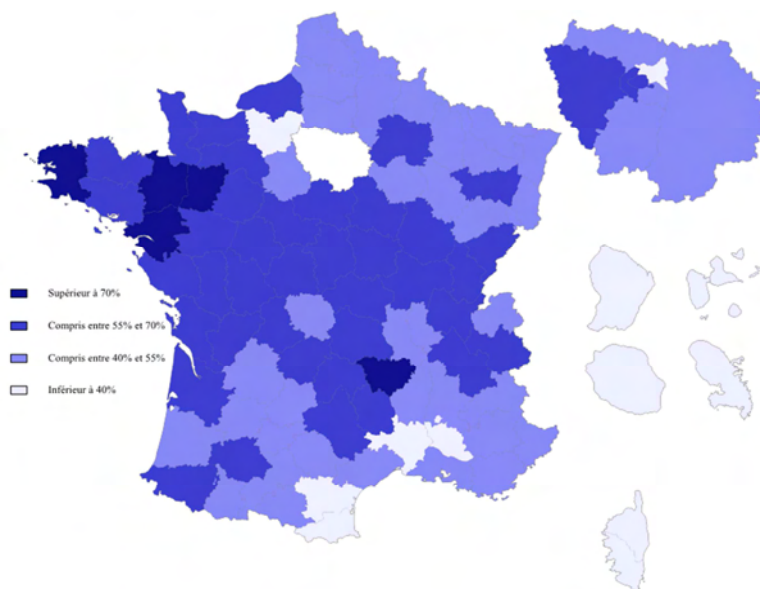 Supérieur à 70%
Compris entre 55% et 70%
Compris entre 40% et 55%
Inférieur à 40%